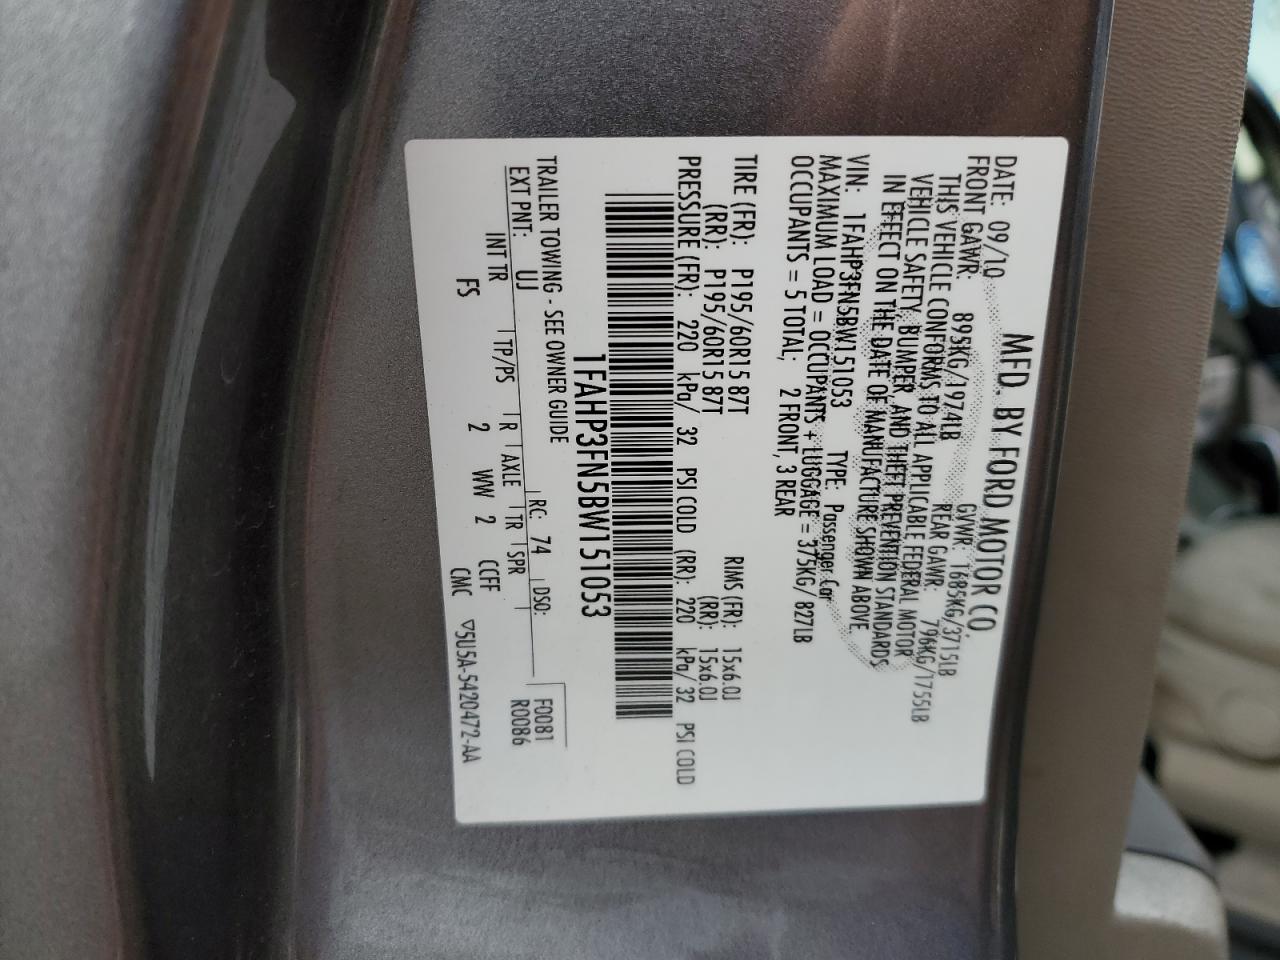 MFD. BY FORD MOTOR CO.
DATE: 09/10 GVWR: 1685KG/3715LB
FRONT GAWR: 895KG/1974LB REAR GAWR: 796KG/1755LB
THIS VEHICLE CONFORMS TO ALL APPLICABLE FEDERAL MOTOR
VEHICLE SAFETY, BUMPER, AND THEFT PREVENTION STANDARDS
IN EFFECT ON THE DATE OF MANUFACTURE SHOWN ABOVE.
VIN: 1FAHP3FN5BW151053 TYPE: Passenger Car
MAXIMUM LOAD = OCCUPANTS + LUGGAGE = 375KG/827LB
OCCUPANTS = 5 TOTAL; 2 FRONT, 3 REAR
TIRE (FR): P195/60R15 87T RIMS (FR): 15x6.0J
(RR): P195/60R15 87T (RR): 15x6.0J
PRESSURE (FR): 220 kPa/ 32 PSI COLD (RR): 220 kPa/ 32 PSI COLD
1FAHP3FN5BW151053
TRAILER TOWING - SEE OWNER GUIDE
F0081
EXT PNT: UJ RC: 74 DSO: R0086
INT TR TP/PS R AXLE TR SPR
FS 2 WW 2 CCFF
CMC ▽5U5A-5420472-AA